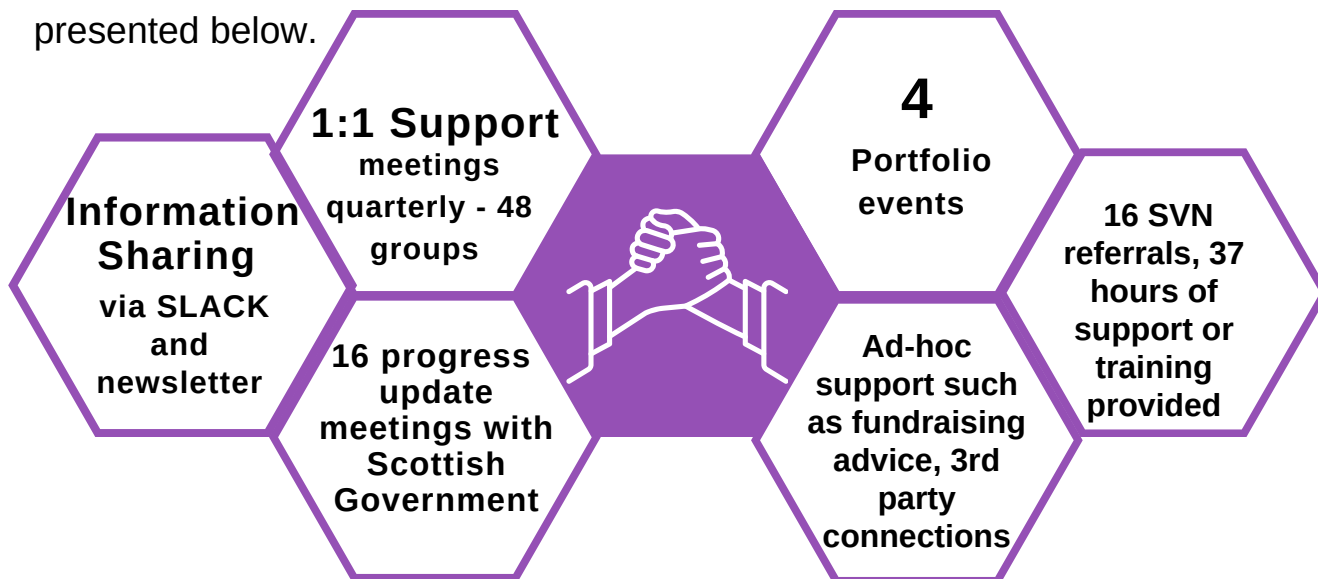 presented below.
Information
Sharing
via SLACK
and
newsletter
1:1 Support
meetings
quarterly - 48
groups
16 progress
update
meetings with
Scottish
Government
4
Portfolio
events
Ad-hoc
support such
as fundraising
advice, 3rd
party
connections
16 SVN
referrals, 37
hours of
support or
training
provided